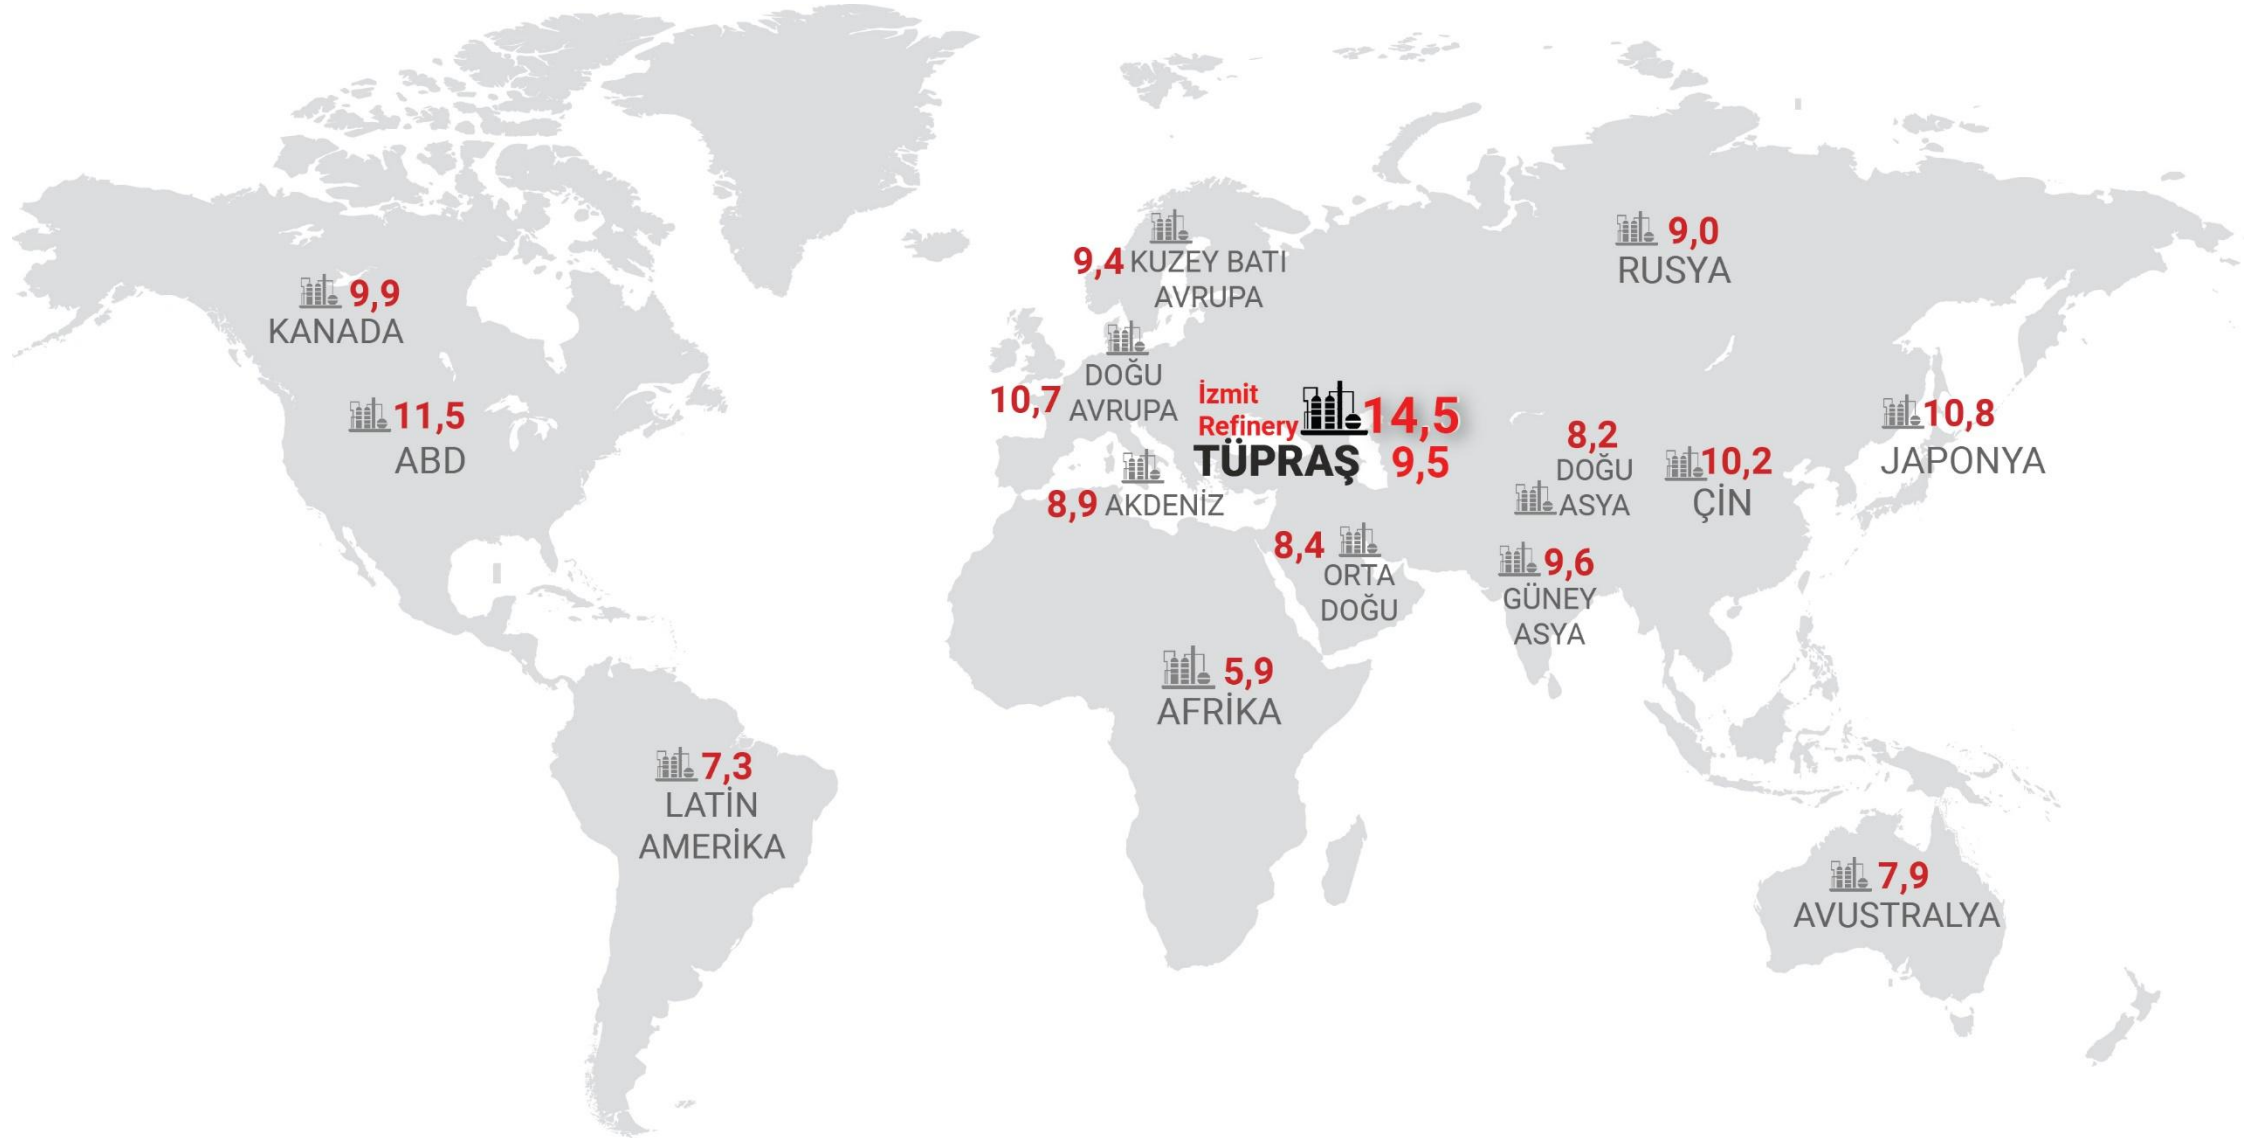 9,4 KUZEY BATI
AVRUPA
9,0
RUSYA
9,9
KANADA
DOĞU
10,7 AVRUPA
İzmit
Refinery 14,5
TÜPRAŞ 9,5
11,5
ABD
8,2
DOĞU
ASYA
10,2
ÇİN
10,8
JAPONYA
8,9 AKDENİZ
8,4
ORTA
DOĞU
9,6
GÜNEY
ASYA
5,9
AFRİKA
7,3
LATİN
AMERİKA
7,9
AVUSTRALYA